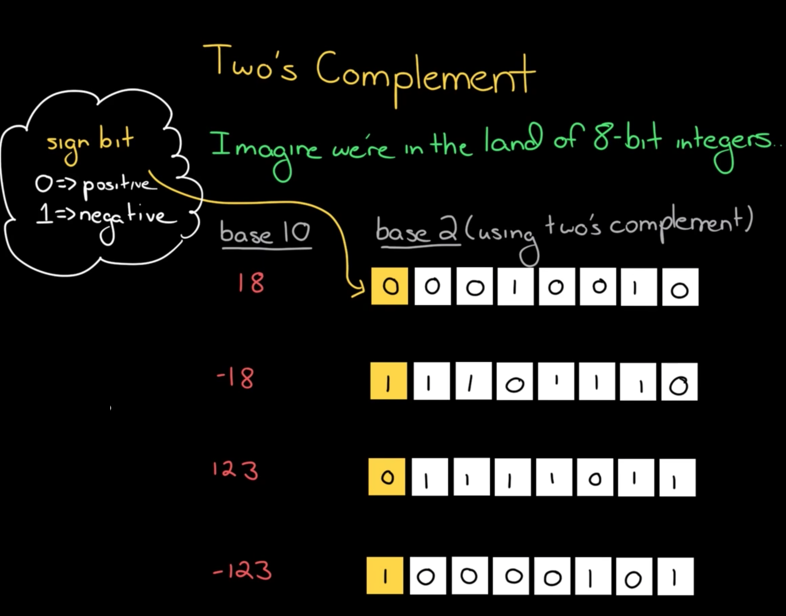 Two's Complement
Imagine we're in the land of 8-bit integers..
sign bit
0=> positive
1=> negative
base 10 base 2 (using two's complement)
18 0 0 0 1 0 0 1 0
-18 1 1 1 0 1 1 1 0
123 0 1 1 1 1 0 1 1
-123 1 0 0 0 0 1 0 1